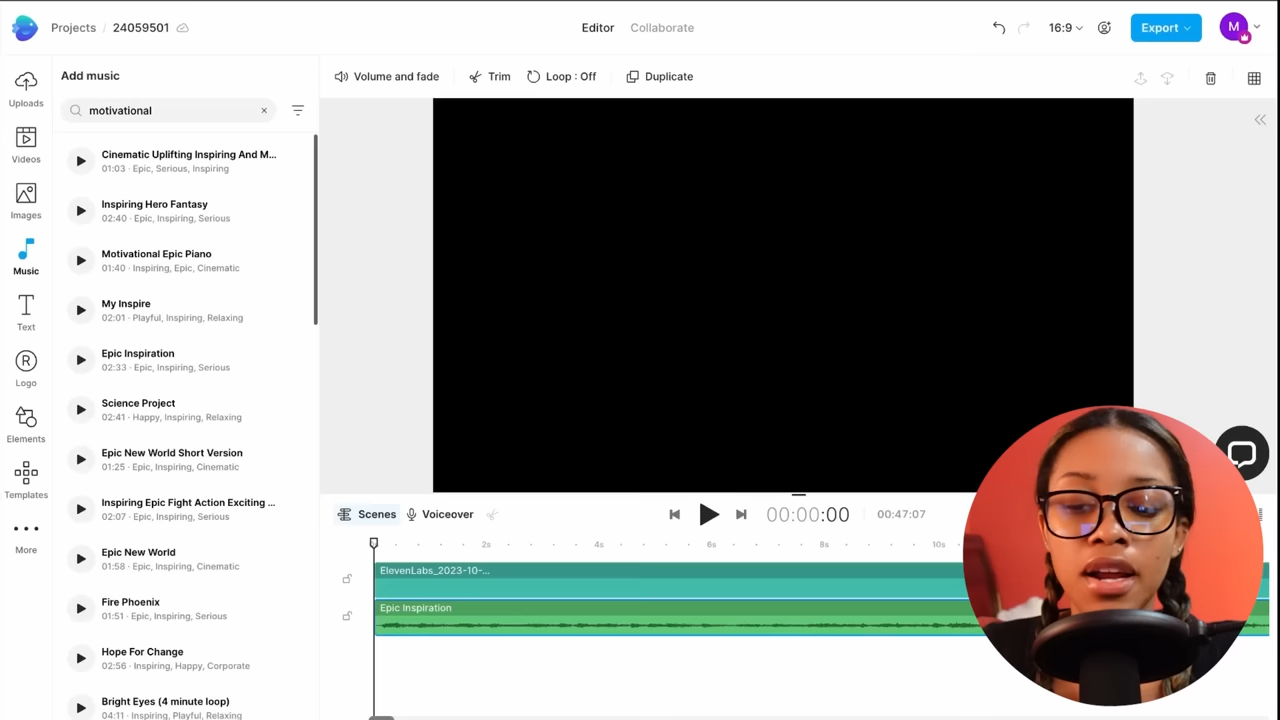 Projects / 24059501
Editor
Collaborate
16:9
Export
M
Uploads
Videos
Images
Music
Text
R
Logo
Elements
Templates
More
Add music
motivational
Cinematic Uplifting Inspiring And M...
01:03 · Epic, Serious, Inspiring
Inspiring Hero Fantasy
02:40 · Epic, Inspiring, Serious
Motivational Epic Piano
01:40 · Inspiring, Epic, Cinematic
My Inspire
02:01 · Playful, Inspiring, Relaxing
Epic Inspiration
02:33 · Epic, Inspiring, Serious
Science Project
02:41 · Happy, Inspiring, Relaxing
Epic New World Short Version
01:25 · Epic, Inspiring, Cinematic
Inspiring Epic Fight Action Exciting ...
02:07 · Epic, Inspiring, Serious
Epic New World
01:58 · Epic, Inspiring, Cinematic
Fire Phoenix
01:51 · Epic, Inspiring, Serious
Hope For Change
02:56 · Inspiring, Happy, Corporate
Bright Eyes (4 minute loop)
04:11 · Inspiring, Playful, Relaxing
Volume and fade
Trim
Loop : Off
Duplicate
Scenes
Voiceover
00:00:00
00:47:07
2s 4s 6s 8s 10s
ElevenLabs_2023-10-...
Epic Inspiration